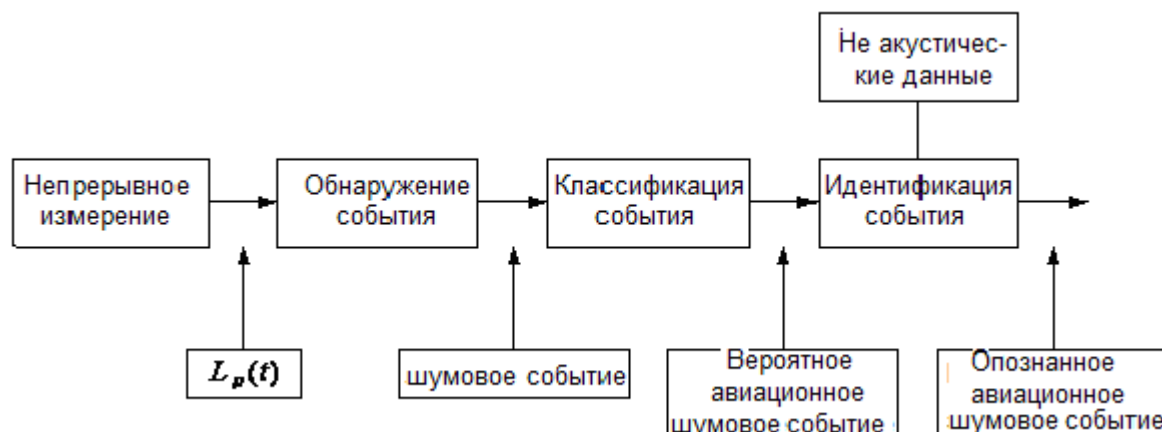 Не акустичес-
кие данные
Непрерывное
измерение
Обнаружение
события
Классификация
события
Идентификация
события
L p (t)
шумовое событие
Вероятное
авиационное
шумовое событие
Опознанное
авиационное
шумовое событие